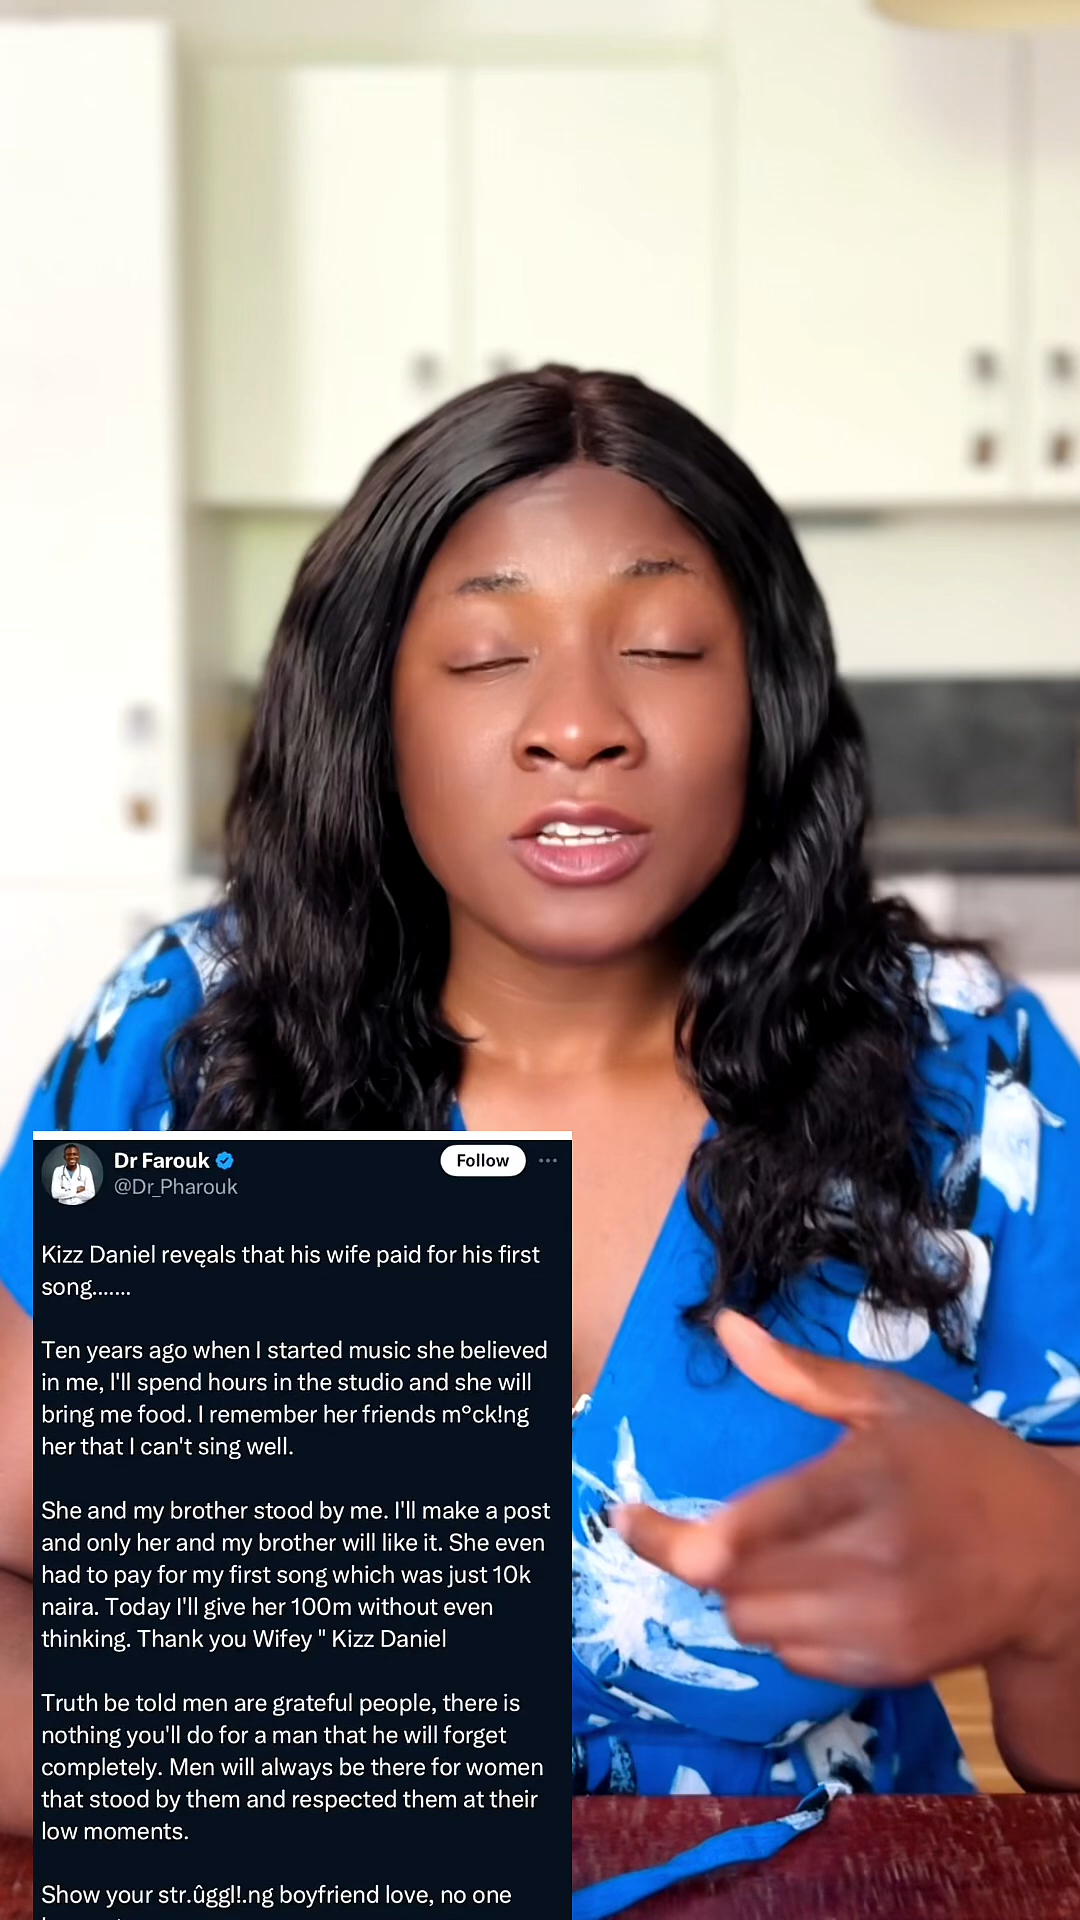 Dr Farouk
Follow
@Dr_Pharouk
Kizz Daniel revęals that his wife paid for his first
song.......
Ten years ago when I started music she believed
in me, I'll spend hours in the studio and she will
bring me food. I remember her friends m°ck!ng
her that I can't sing well.
She and my brother stood by me. I'll make a post
and only her and my brother will like it. She even
had to pay for my first song which was just 10k
naira. Today I'll give her 100m without even
thinking. Thank you Wifey " Kizz Daniel
Truth be told men are grateful people, there is
nothing you'll do for a man that he will forget
completely. Men will always be there for women
that stood by them and respected them at their
low moments.
Show your str.ûggl!.ng boyfriend love, no one